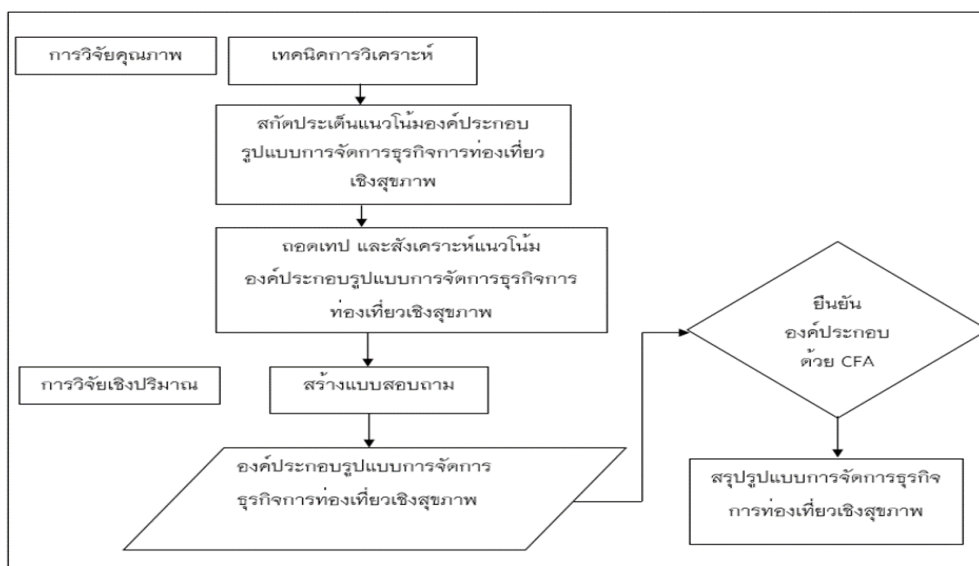 การวิจัยคุณภาพ
เทคนิคการวิเคราะห์
สกัดประเด็นแนวโน้มองค์ประกอบ
รูปแบบการจัดการธุรกิจการท่องเที่ยว
เชิงสุขภาพ
ถอดเทป และสังเคราะห์แนวโน้ม
องค์ประกอบรูปแบบการจัดการธุรกิจการ
ท่องเที่ยวเชิงสุขภาพ
การวิจัยเชิงปริมาณ
สร้างแบบสอบถาม
องค์ประกอบรูปแบบการจัดการ
ธุรกิจการท่องเที่ยวเชิงสุขภาพ
ยืนยัน
องค์ประกอบ
ด้วย CFA
สรุปรูปแบบการจัดการธุรกิจ
การท่องเที่ยวเชิงสุขภาพ